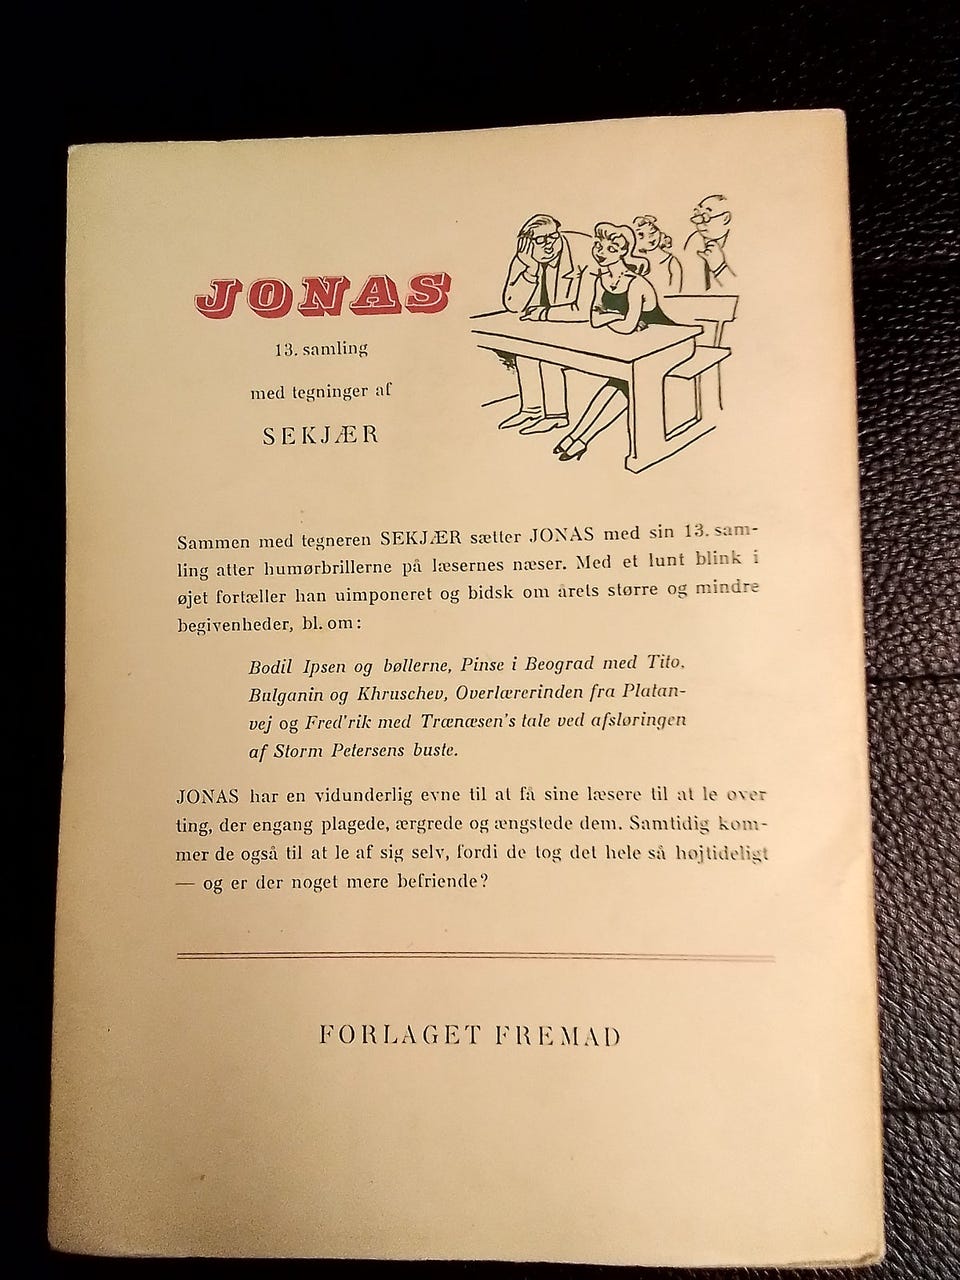 JONAS
13. samling
med tegninger af
SEKJÆR
Sammen med tegneren SEKJÆR sætter JONAS med sin 13. sam-
ling atter humørbrillerne på læsernes næser. Med et lunt blink i
øjet fortæller han uimponeret og bidsk om årets større og mindre
begivenheder, bl. om:
Bodil Ipsen og bøllerne, Pinse i Beograd med Tito,
Bulganin og Khruschev, Overlærerinden fra Platan-
vej og Fred'rik med Trænæsen's tale ved afsløringen
af Storm Petersens buste.
JONAS har en vidunderlig evne til at få sine læsere til at le over
ting, der engang plagede, ærgrede og ængstede dem. Samtidig kom-
mer de også til at le af sig selv, fordi de tog det hele så højtideligt
— og er der noget mere befriende?
FORLAGET FREMAD